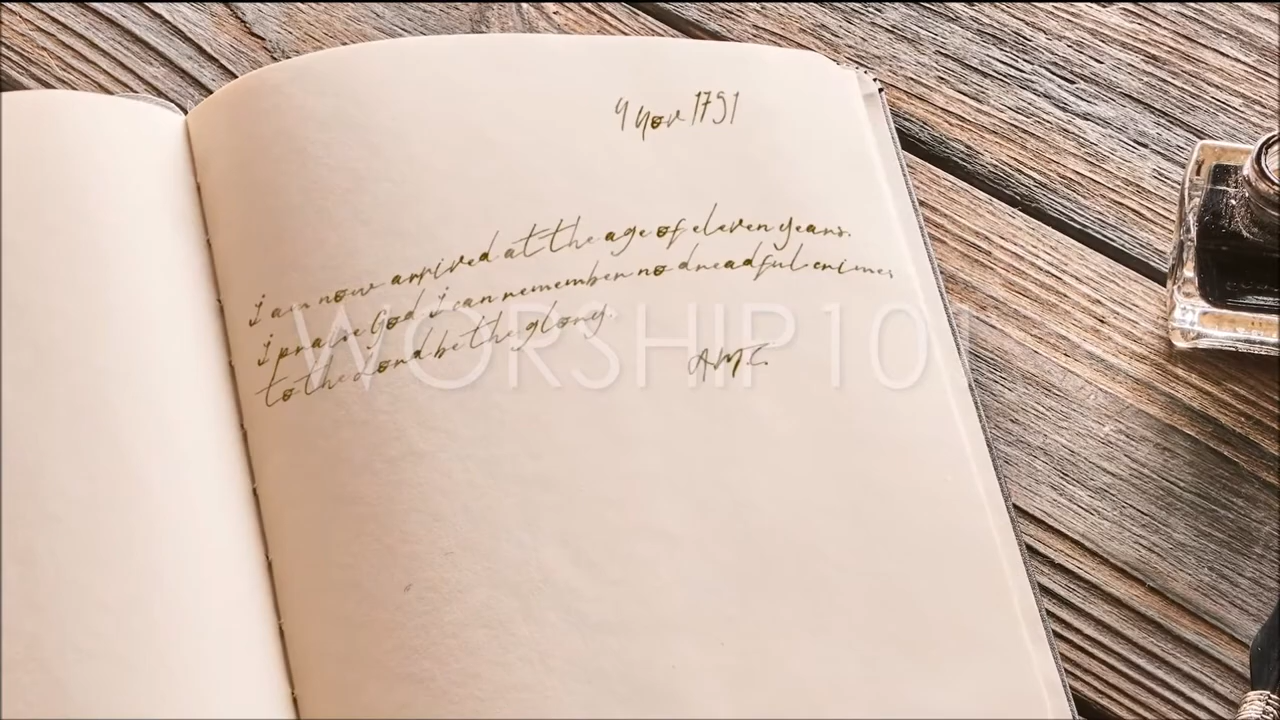 4 Nov 1791
I am now arrived at the age of eleven years.
I praise God I can remember no dreadful crimes
to the Lord be the glory.
A.M.C.
WORSHIP101